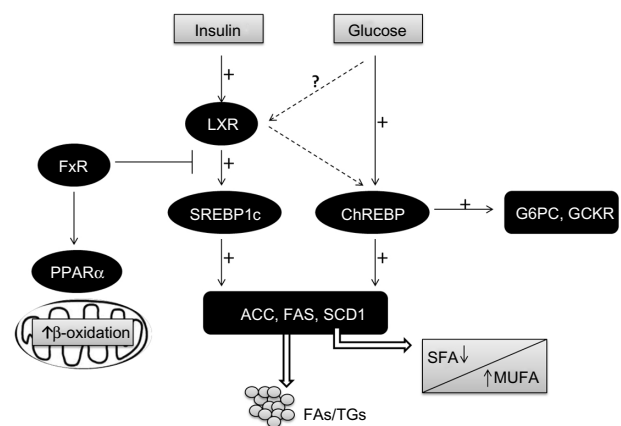 Insulin
Glucose
+
?
LXR
+
FxR
+
SREBP1c
ChREBP
+
G6PC, GCKR
PPARα
+
+
↑β-oxidation
ACC, FAS, SCD1
SFA↓
↑MUFA
FAs/TGs